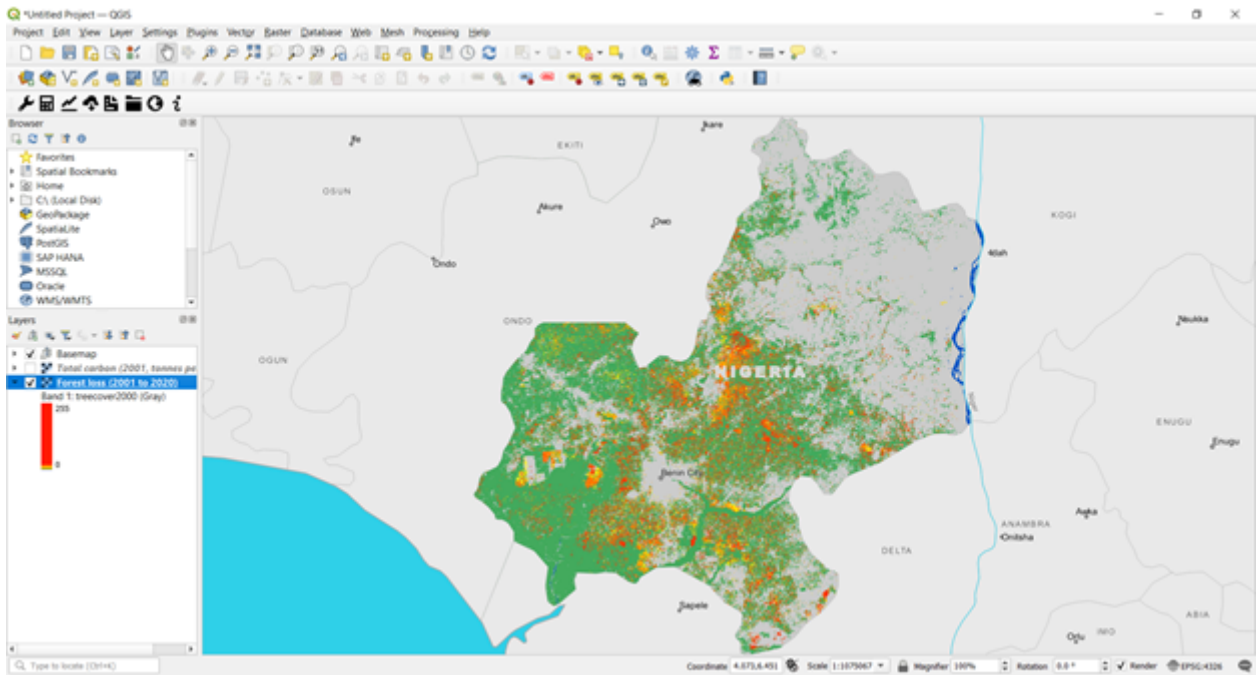 *Untitled Project — QGIS
Project Edit View Layer Settings Plugins Vector Raster Database Web Mesh Processing Help
Browser
Favorites
Spatial Bookmarks
Home
C:\ (Local Disk)
GeoPackage
SpatiaLite
PostGIS
SAP HANA
MSSQL
Oracle
WMS/WMTS
Layers
Basemap
Total carbon (2001, tonnes pe
Forest loss (2001 to 2020)
Band 1: treecover2000 (Gray)
255
0
Ikare
Ife
EKITI
OSUN
Akure
Owo
KOGI
Idah
Ondo
ONDO
Nsukka
OGUN
NIGERIA
ENUGU
Enugu
Benin City
Awka
ANAMBRA
Onitsha
DELTA
Sapele
ABIA
Orlu
IMO
Type to locate (Ctrl+K)
Coordinate 4.073,6.451 Scale 1:1075067 Magnifier 100% Rotation 0.0 ° Render EPSG:4326